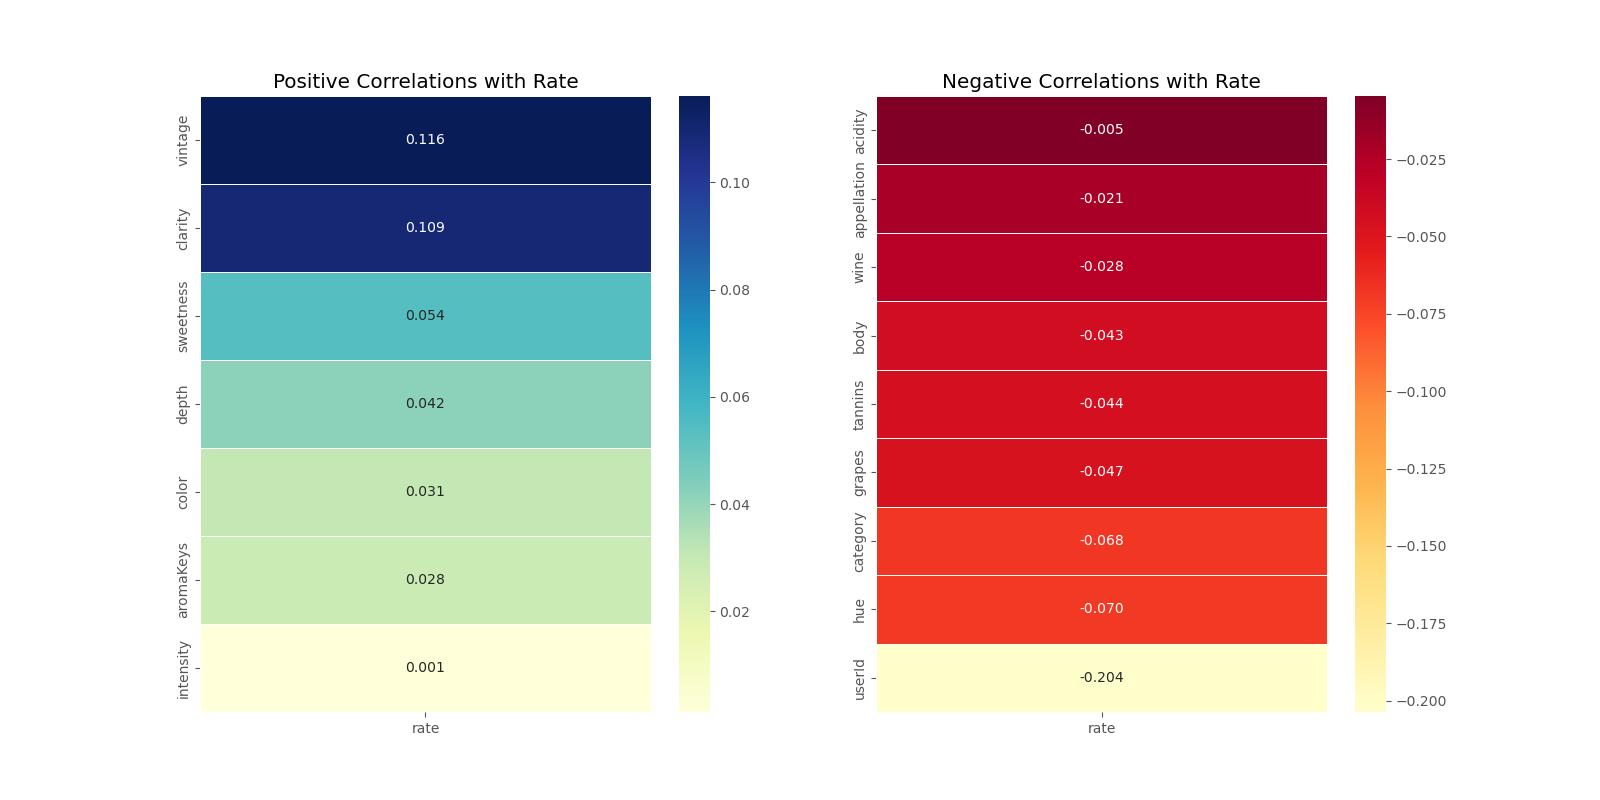 Positive Correlations with Rate
vintage
0.116
clarity
0.109
sweetness
0.054
depth
0.042
color
0.031
aromaKeys
0.028
intensity
0.001
rate
0.10
0.08
0.06
0.04
0.02
Negative Correlations with Rate
acidity
-0.005
appellation
-0.021
wine
-0.028
body
-0.043
tannins
-0.044
grapes
-0.047
category
-0.068
hue
-0.070
userId
-0.204
rate
−0.025
−0.050
−0.075
−0.100
−0.125
−0.150
−0.175
−0.200